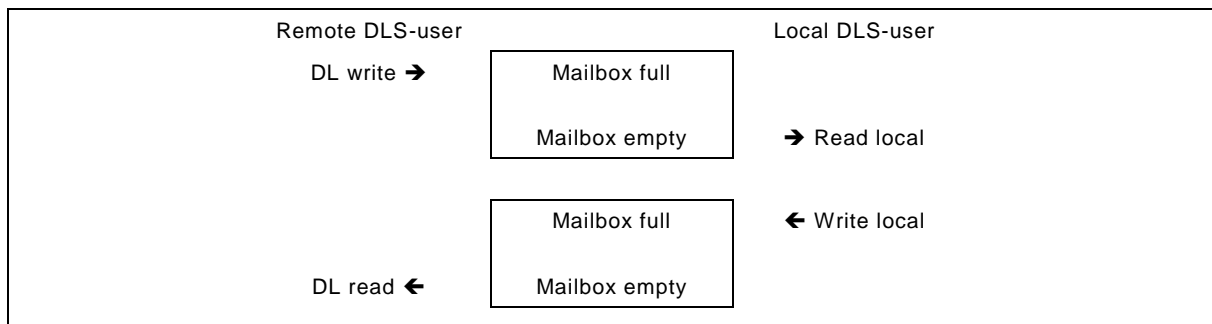 Remote DLS-user Local DLS-user
DL write ➔ Mailbox full
Mailbox empty ➔ Read local
Mailbox full 🡨 Write local
DL read 🡨 Mailbox empty